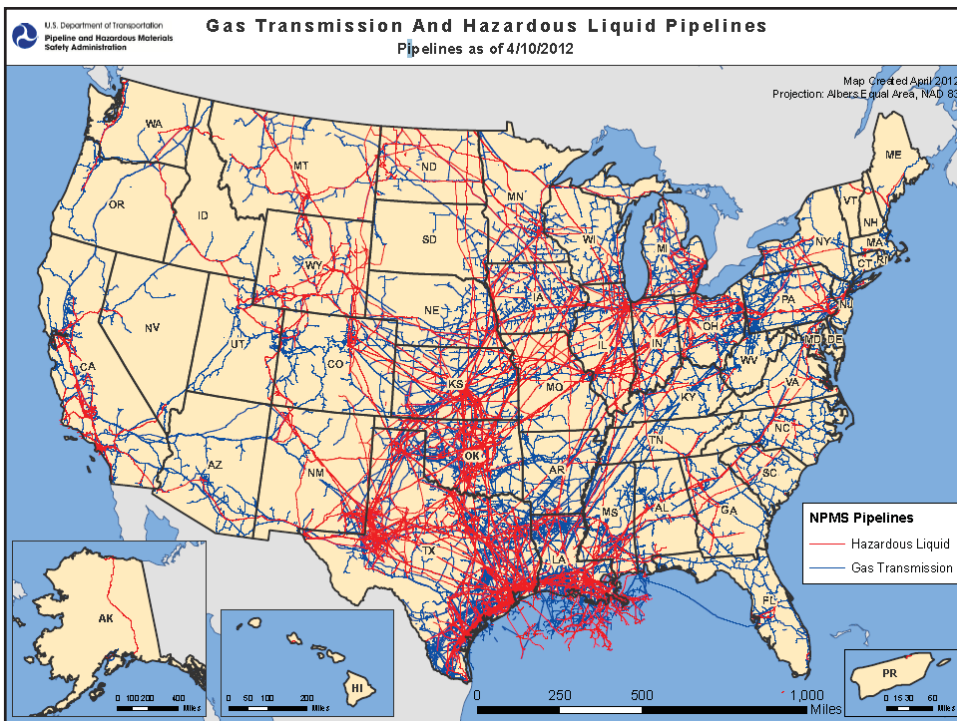 U.S. Department of Transportation
Pipeline and Hazardous Materials
Safety Administration
Gas Transmission And Hazardous Liquid Pipelines
Pipelines as of 4/10/2012
Map Created April 2012
Projection: Albers Equal Area, NAD 83
WA
MT
ND
MN
ME
OR
ID
SD
WI
MI
VT
NH
NY
MA
CT
RI
WY
NE
IA
PA
NJ
NV
UT
CO
IL
IN
OH
WV
MD
DE
CA
KS
MO
KY
VA
AZ
NM
OK
AR
TN
NC
SC
TX
LA
MS
AL
GA
FL
NPMS Pipelines
Hazardous Liquid
Gas Transmission
AK
0 100 200 400
Miles
HI
0 50 100 200
Miles
0 250 500 1,000
Miles
PR
0 15 30 60
Miles